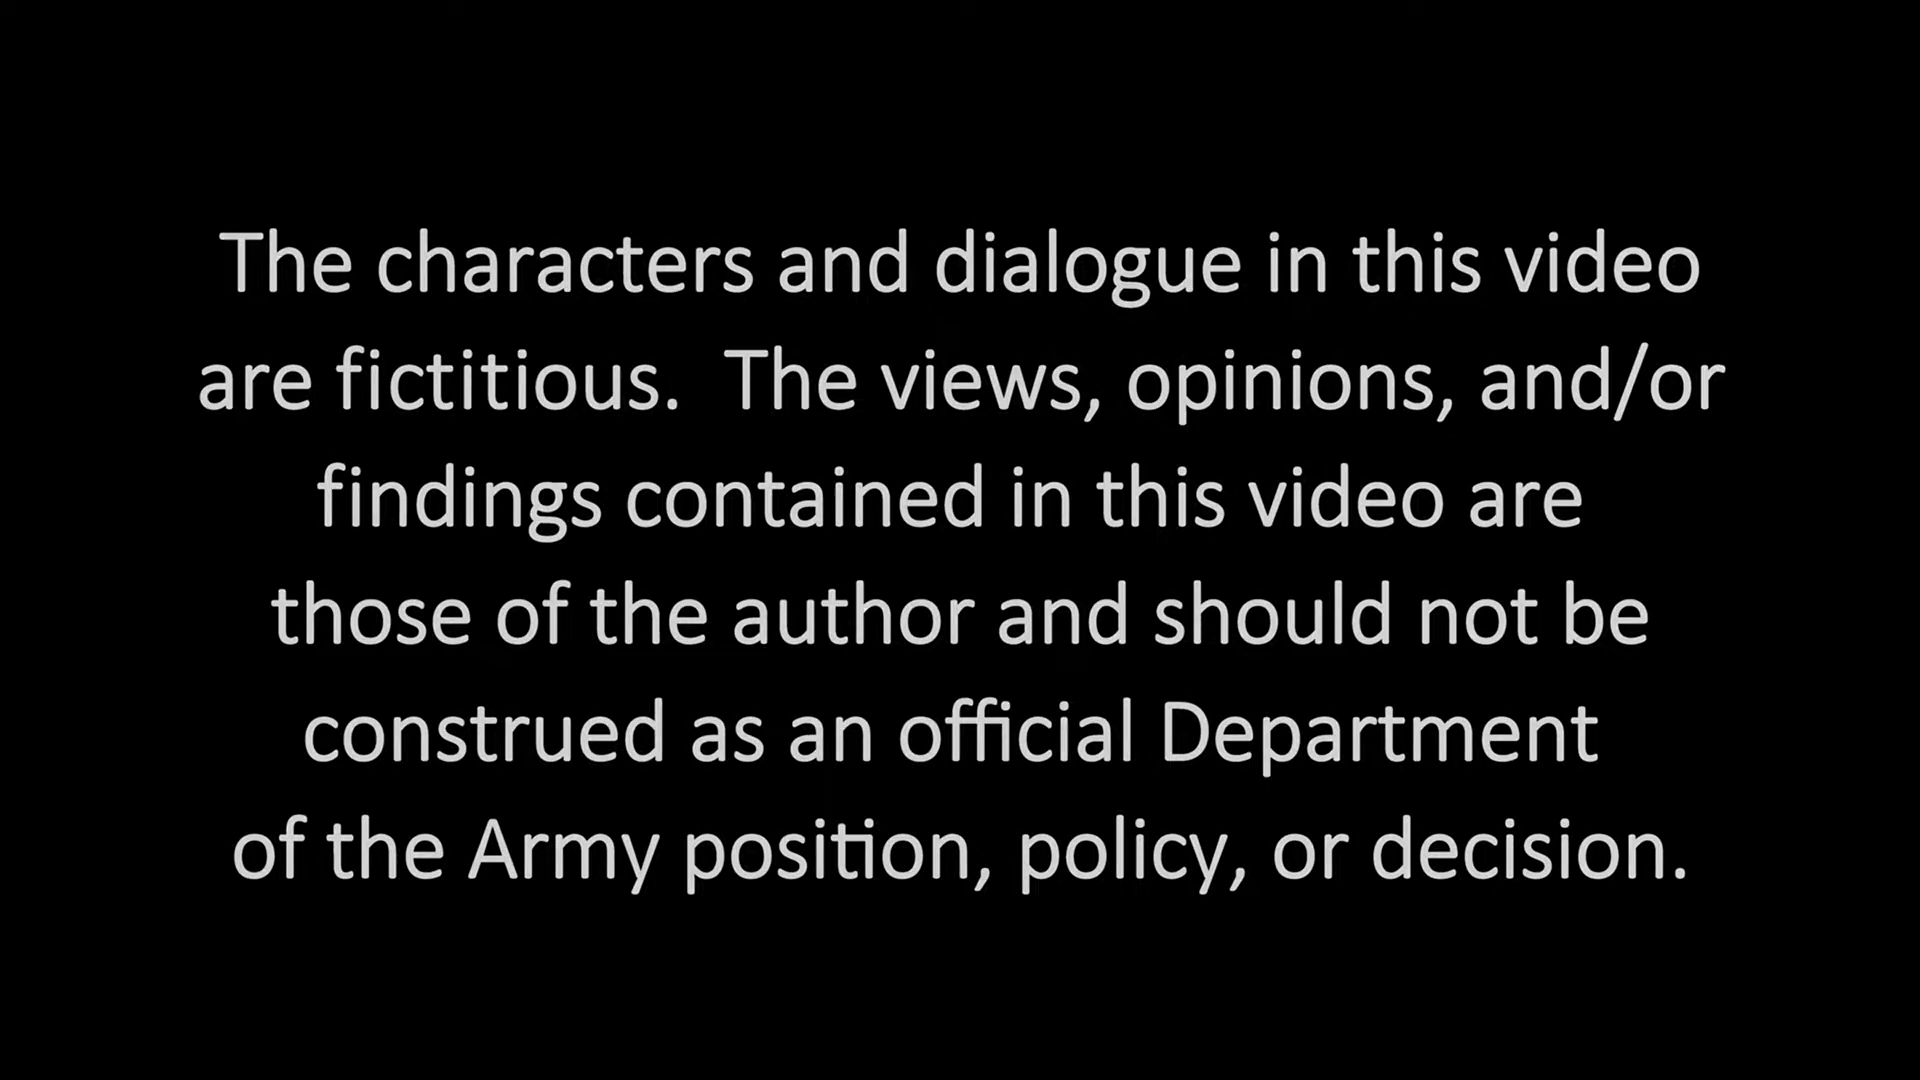 The characters and dialogue in this video
are fictitious.  The views, opinions, and/or
findings contained in this video are
those of the author and should not be
construed as an official Department
of the Army position, policy, or decision.